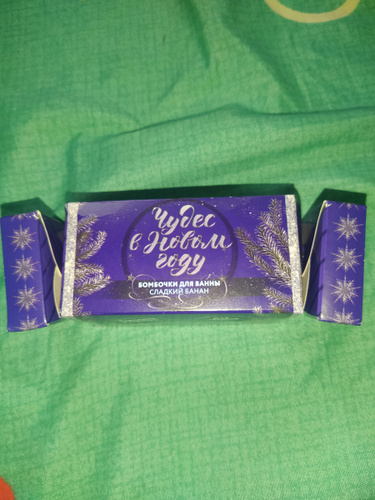 Чудес
в Новом
году
БОМБОЧКИ ДЛЯ ВАННЫ
СЛАДКИЙ БАНАН